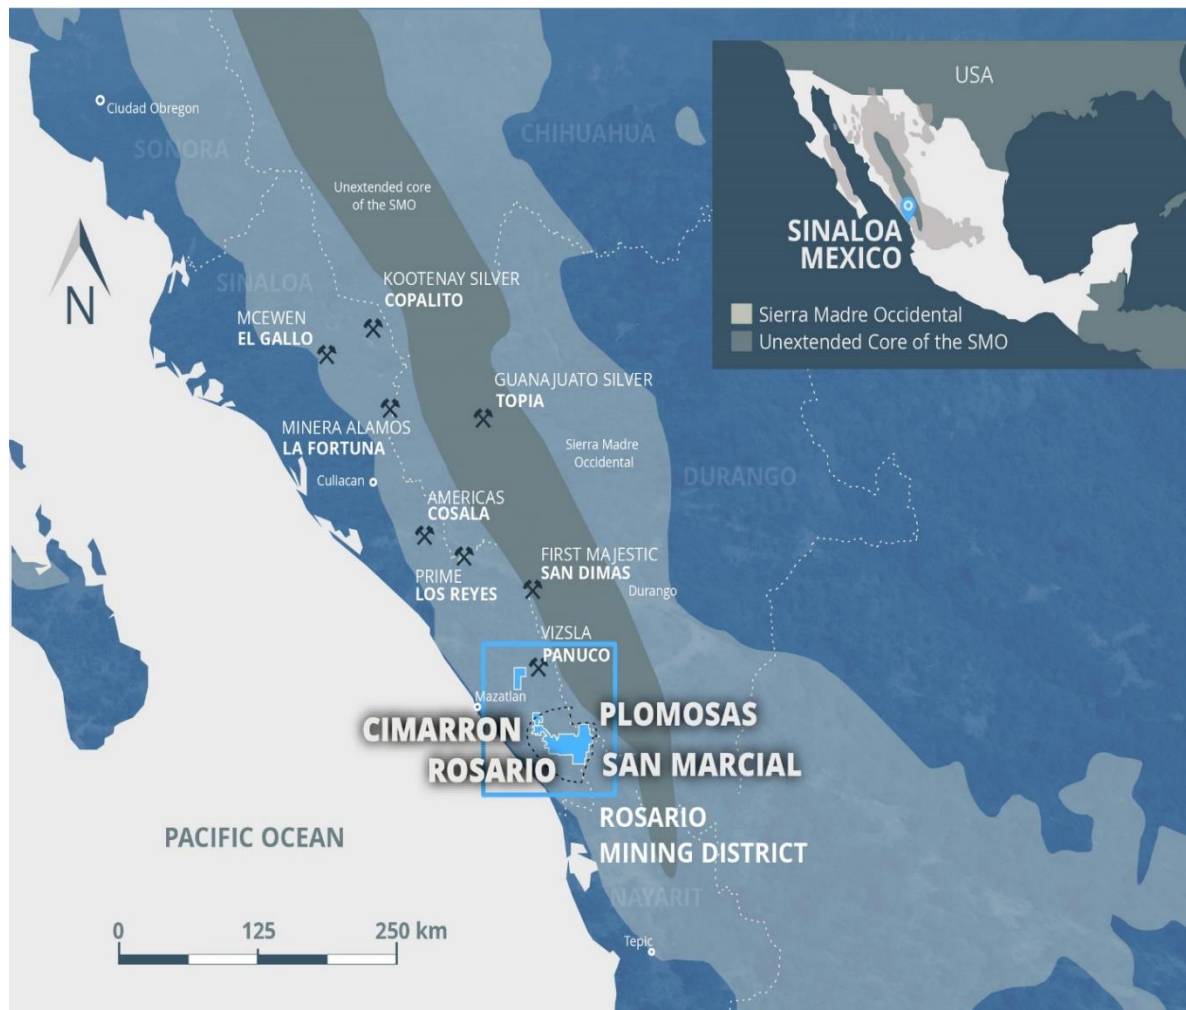 USA
SINALOA
MEXICO
Sierra Madre Occidental
Unextended Core of the SMO
Ciudad Obregon
SONORA
CHIHUAHUA
Unextended core
of the SMO
N
SINALOA
KOOTENAY SILVER
COPALITO
MCEWEN
EL GALLO
GUANAJUATO SILVER
TOPIA
MINERA ALAMOS
LA FORTUNA
Sierra Madre
Occidental
DURANGO
Cullacan
AMERICAS
COSALA
FIRST MAJESTIC
SAN DIMAS
PRIME
LOS REYES
Durango
VIZSLA
PANUCO
Mazatlan
CIMARRON
PLOMOSAS
ROSARIO
SAN MARCIAL
ROSARIO
MINING DISTRICT
PACIFIC OCEAN
NAYARIT
0 125 250 km
Tepic